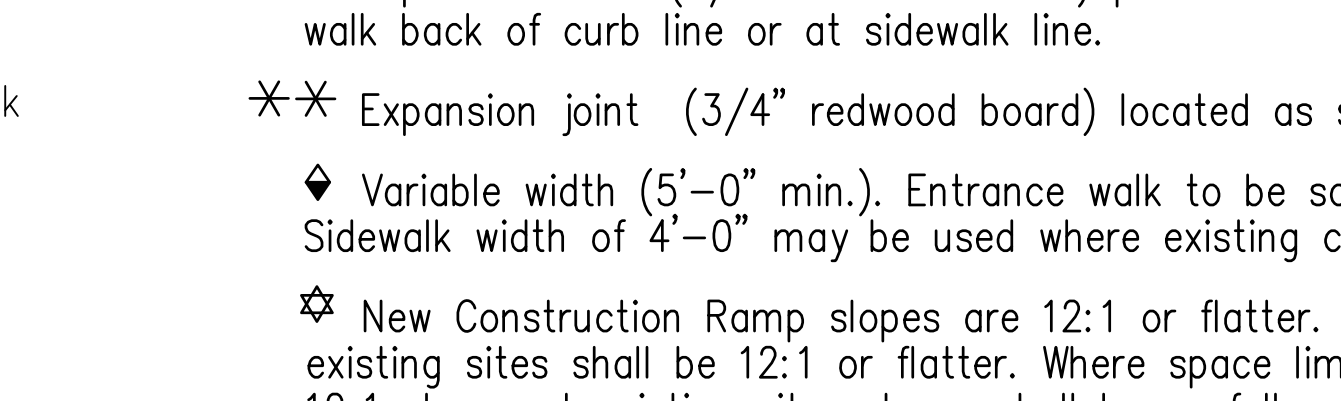 walk back of curb line or at sidewalk line.
k
** Expansion joint (3/4" redwood board) located as
Variable width (5'-0" min.). Entrance walk to be
Sidewalk width of 4'-0" may be used where existing
New Construction Ramp slopes are 12:1 or flatter.
existing sites shall be 12:1 or flatter. Where space